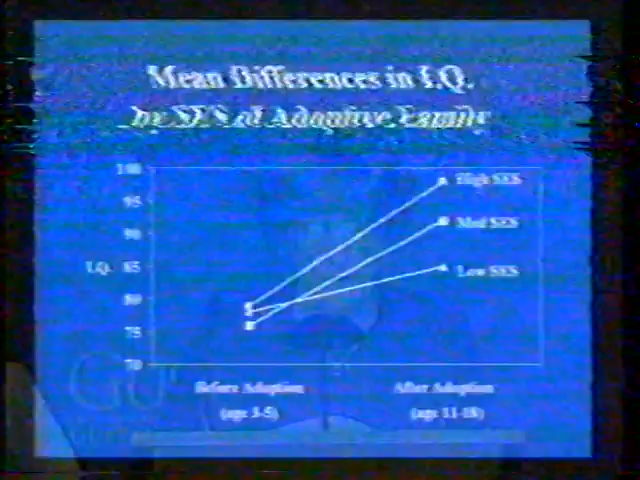 Mean Differences in I.Q.
by SES of Adoptive Family
100
High SES
95
Med SES
90
I.Q. 85
Low SES
80
75
70
Before Adoption
After Adoption
(age 3-5)
(age 11-18)